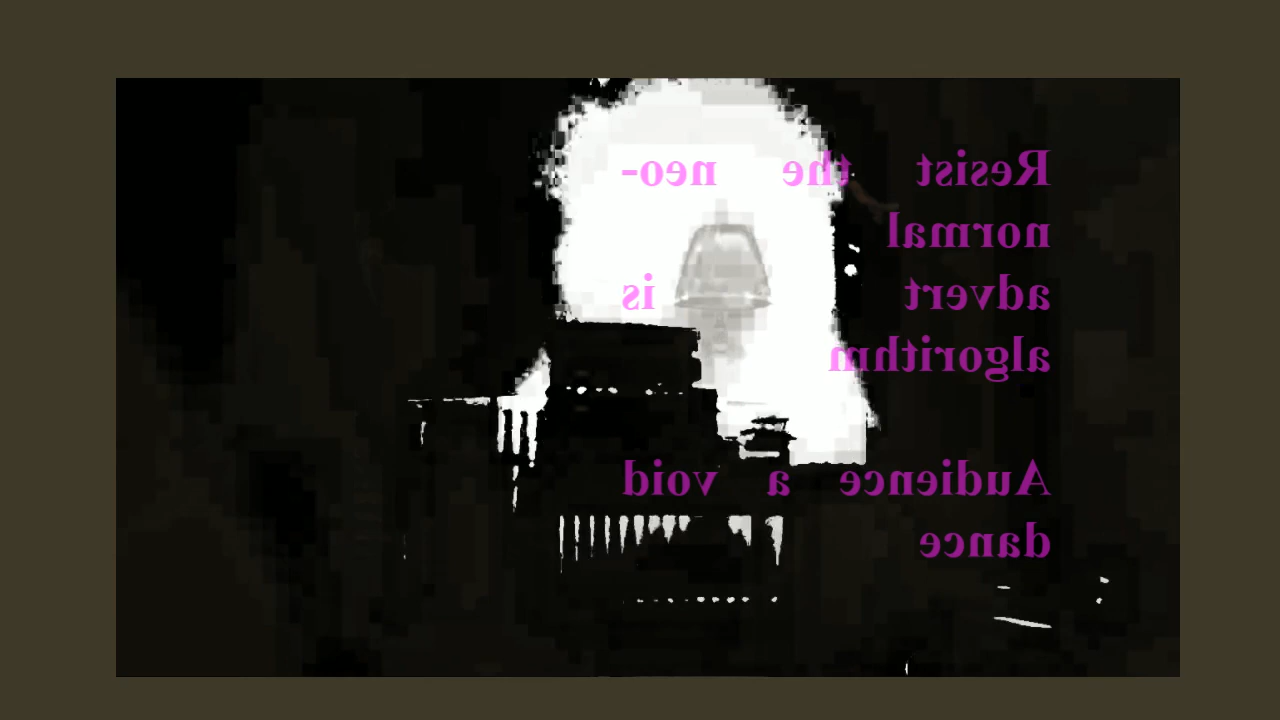 Resist the neo-
normal
advert is
algorithm
Audience a void
dance